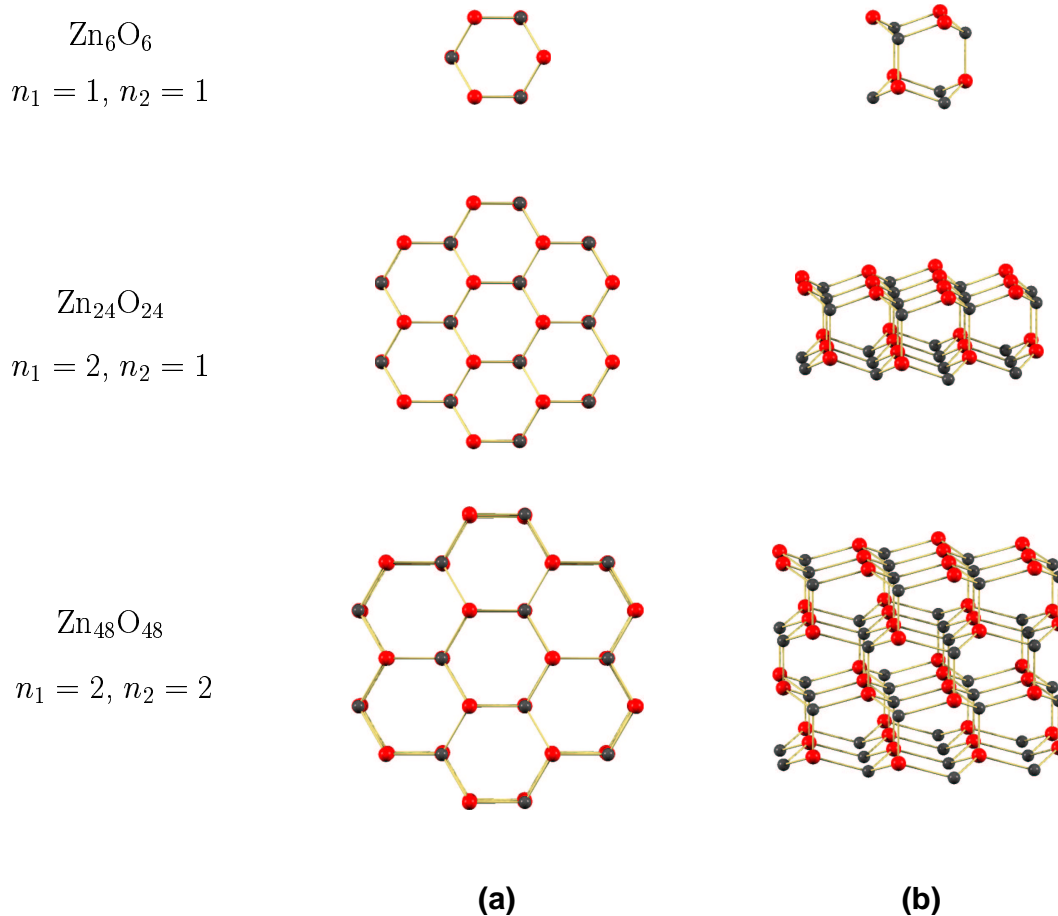 Zn₆O₆
n₁ = 1, n₂ = 1
Zn₂₄O₂₄
n₁ = 2, n₂ = 1
Zn₄₈O₄₈
n₁ = 2, n₂ = 2
(a) (b)